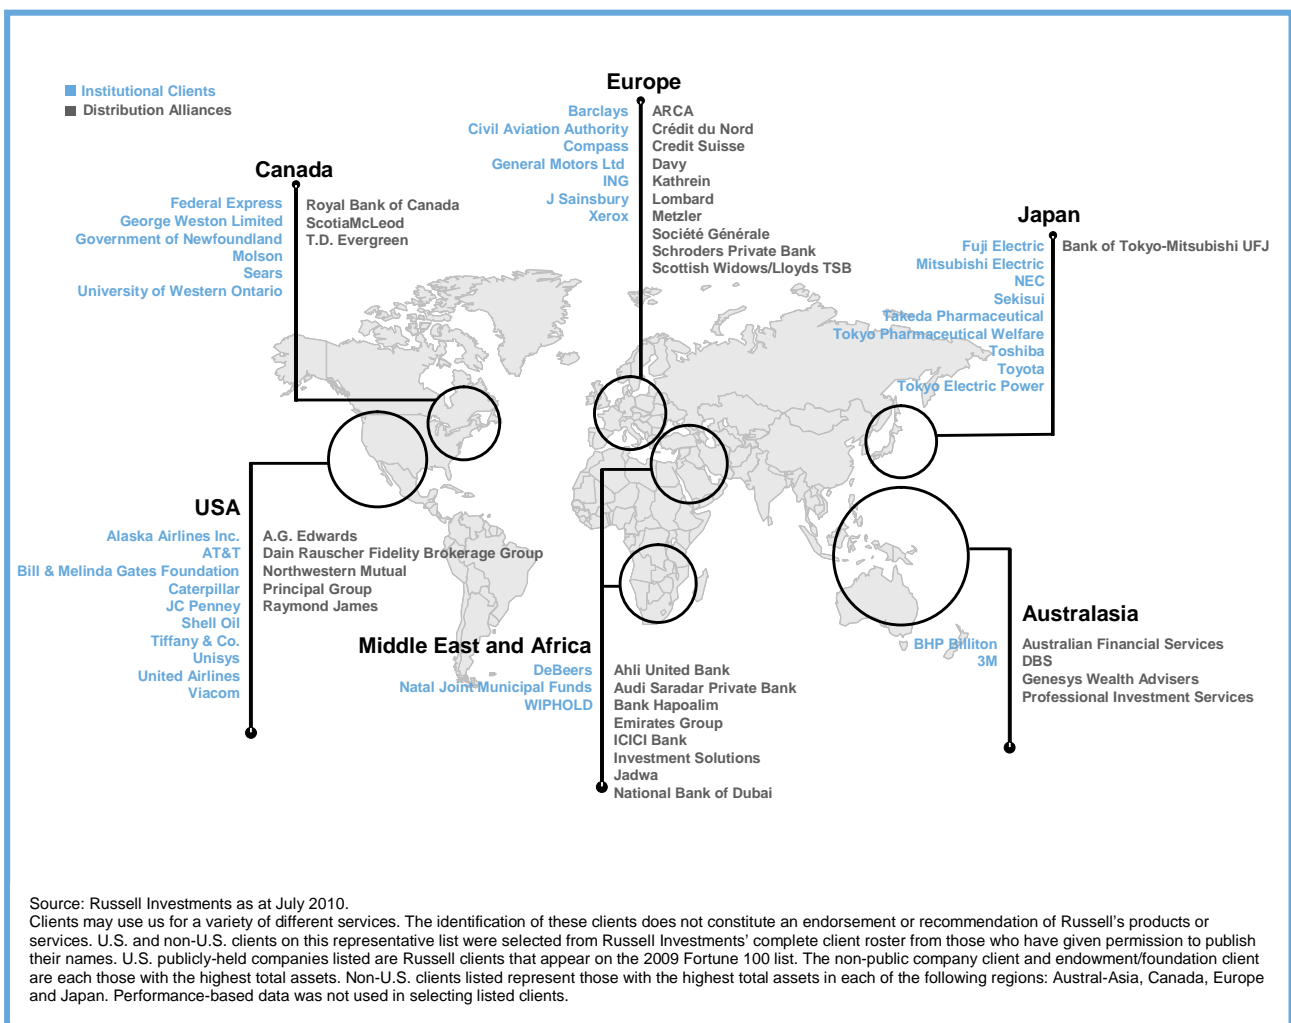 Institutional Clients
Distribution Alliances
Europe
Barclays
Civil Aviation Authority
Compass
General Motors Ltd
ING
J Sainsbury
Xerox
ARCA
Crédit du Nord
Credit Suisse
Davy
Kathrein
Lombard
Metzler
Société Générale
Schroders Private Bank
Scottish Widows/Lloyds TSB
Canada
Federal Express
George Weston Limited
Government of Newfoundland
Molson
Sears
University of Western Ontario
Royal Bank of Canada
ScotiaMcLeod
T.D. Evergreen
Japan
Fuji Electric
Mitsubishi Electric
NEC
Sekisui
Takeda Pharmaceutical
Tokyo Pharmaceutical Welfare
Toshiba
Toyota
Tokyo Electric Power
Bank of Tokyo-Mitsubishi UFJ
USA
Alaska Airlines Inc.
AT&T
Bill & Melinda Gates Foundation
Caterpillar
JC Penney
Shell Oil
Tiffany & Co.
Unisys
United Airlines
Viacom
A.G. Edwards
Dain Rauscher Fidelity Brokerage Group
Northwestern Mutual
Principal Group
Raymond James
Middle East and Africa
DeBeers
Natal Joint Municipal Funds
WIPHOLD
Ahli United Bank
Audi Saradar Private Bank
Bank Hapoalim
Emirates Group
ICICI Bank
Investment Solutions
Jadwa
National Bank of Dubai
Australasia
BHP Billiton
3M
Australian Financial Services
DBS
Genesys Wealth Advisers
Professional Investment Services
Source: Russell Investments as at July 2010.
Clients may use us for a variety of different services. The identification of these clients does not constitute an endorsement or recommendation of Russell's products or
services. U.S. and non-U.S. clients on this representative list were selected from Russell Investments' complete client roster from those who have given permission to publish
their names. U.S. publicly-held companies listed are Russell clients that appear on the 2009 Fortune 100 list. The non-public company client and endowment/foundation client
are each those with the highest total assets. Non-U.S. clients listed represent those with the highest total assets in each of the following regions: Austral-Asia, Canada, Europe
and Japan. Performance-based data was not used in selecting listed clients.